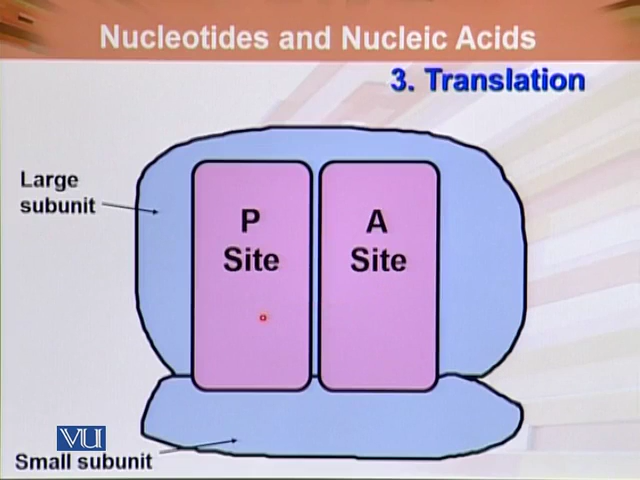 Nucleotides and Nucleic Acids
3. Translation
Large
subunit
P
Site
A
Site
VU
Small subunit